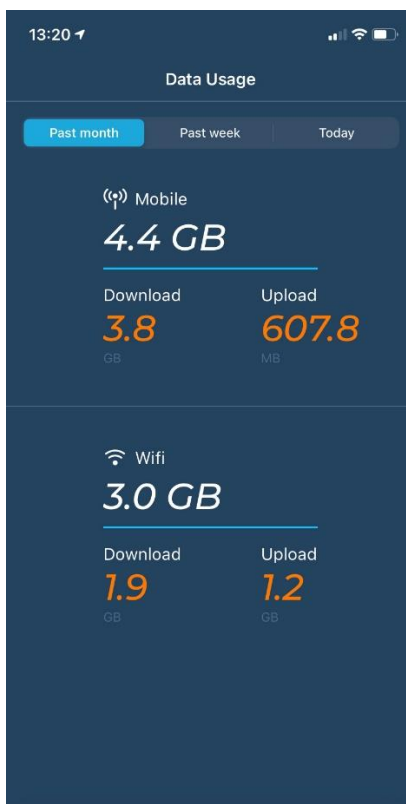 13:20
Data Usage
Past month Past week Today
Mobile
4.4 GB
Download Upload
3.8 607.8
GB MB
Wifi
3.0 GB
Download Upload
1.9 1.2
GB GB